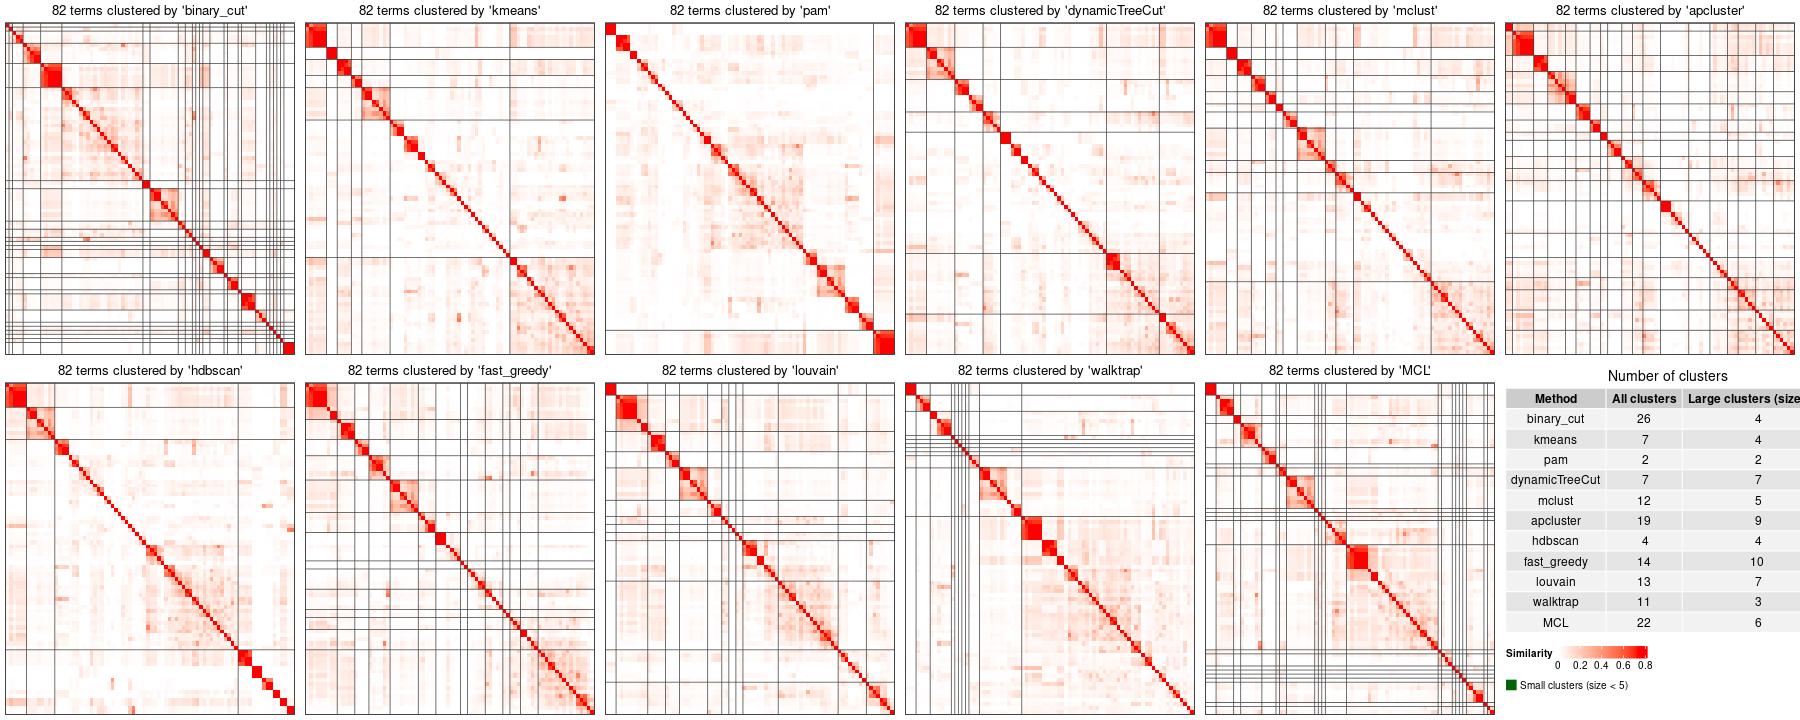 82 terms clustered by 'binary_cut'
82 terms clustered by 'kmeans'
82 terms clustered by 'pam'
82 terms clustered by 'dynamicTreeCut'
82 terms clustered by 'mclust'
82 terms clustered by 'apcluster'
82 terms clustered by 'hdbscan'
82 terms clustered by 'fast_greedy'
82 terms clustered by 'louvain'
82 terms clustered by 'walktrap'
82 terms clustered by 'MCL'
Number of clusters
Method All clusters Large clusters (size
binary_cut 26 4
kmeans 7 4
pam 2 2
dynamicTreeCut 7 7
mclust 12 5
apcluster 19 9
hdbscan 4 4
fast_greedy 14 10
louvain 13 7
walktrap 11 3
MCL 22 6
Similarity
0 0.2 0.4 0.6 0.8
Small clusters (size < 5)